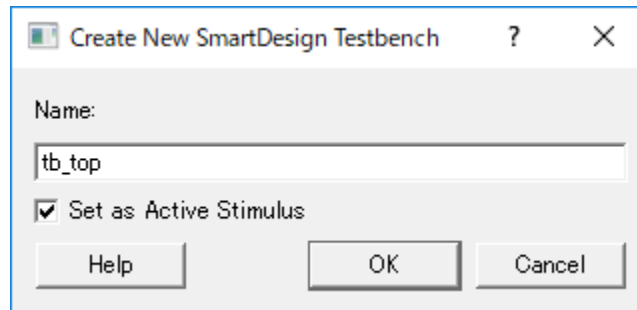 Create New SmartDesign Testbench ?
Name:
tb_top
Set as Active Stimulus
Help OK Cancel